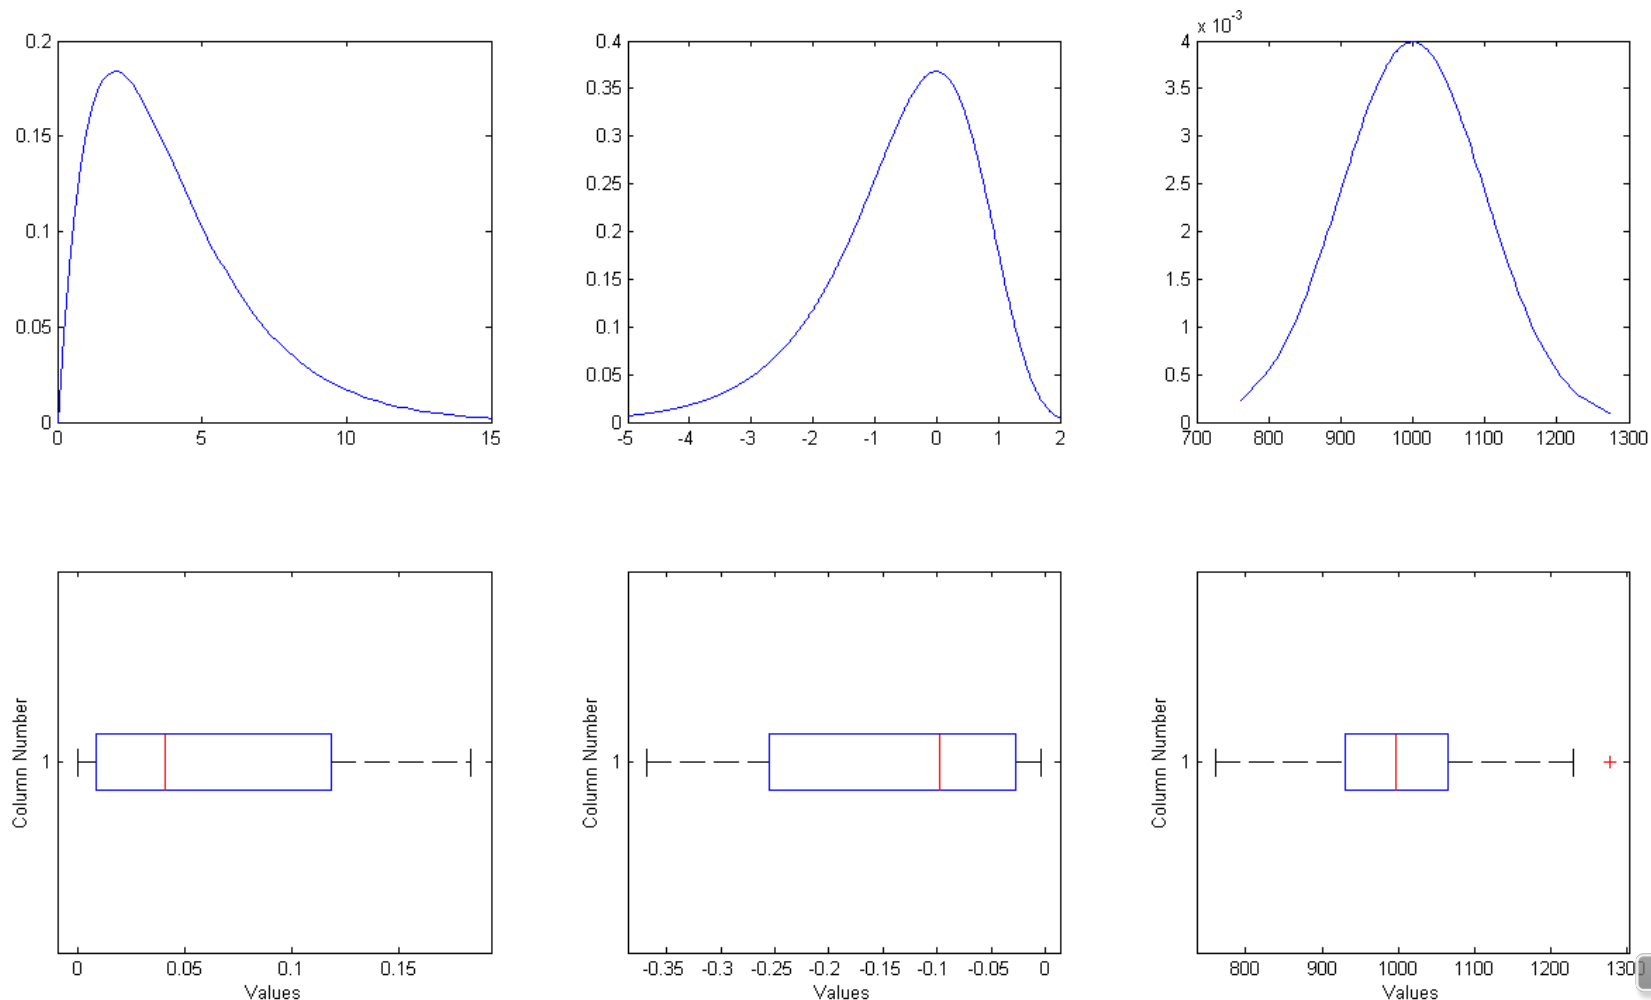 0.2
0.15
0.1
0.05
0
0 5 10 15
0.4
0.35
0.3
0.25
0.2
0.15
0.1
0.05
0
-5 -4 -3 -2 -1 0 1 2
x 10-3
4
3.5
3
2.5
2
1.5
1
0.5
0
700 800 900 1000 1100 1200 1300
Column Number
1
0 0.05 0.1 0.15
Values
Column Number
1
-0.35 -0.3 -0.25 -0.2 -0.15 -0.1 -0.05 0
Values
Column Number
1
800 900 1000 1100 1200 1300
Values